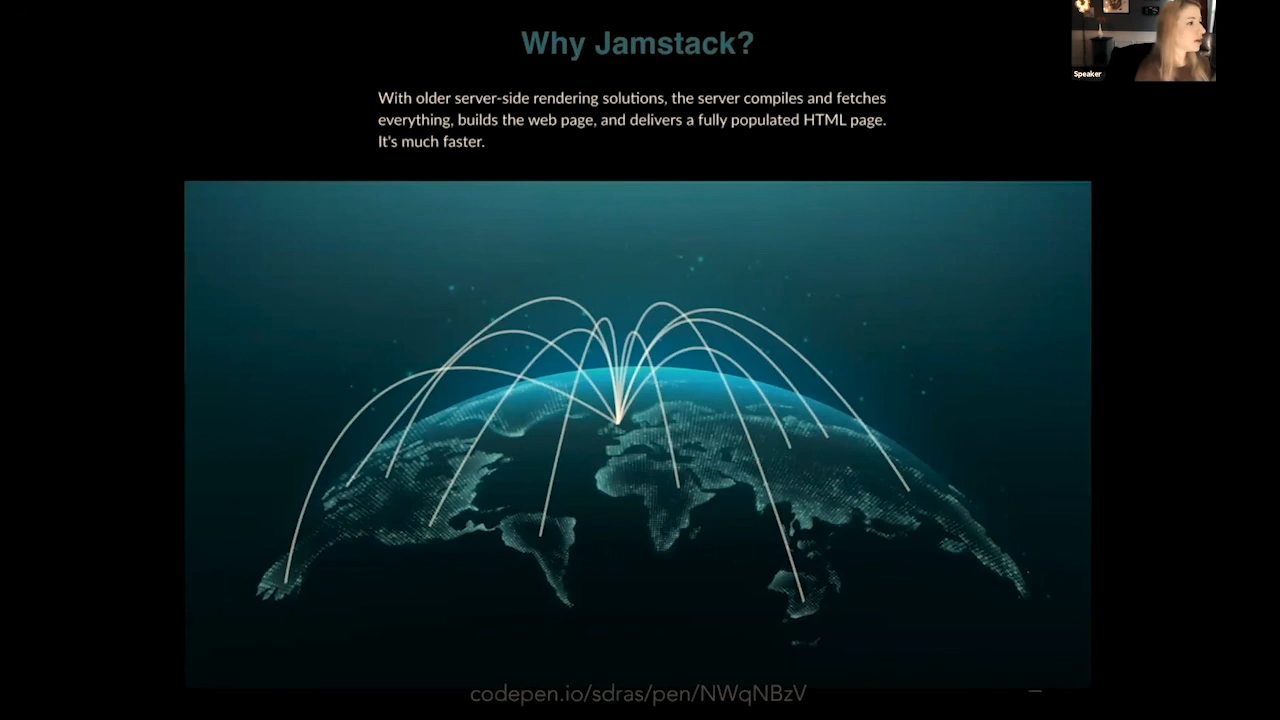 Why Jamstack?
Speaker
With older server-side rendering solutions, the server compiles and fetches
everything, builds the web page, and delivers a fully populated HTML page.
It's much faster.
codepen.io/sdras/pen/NWqNBzV